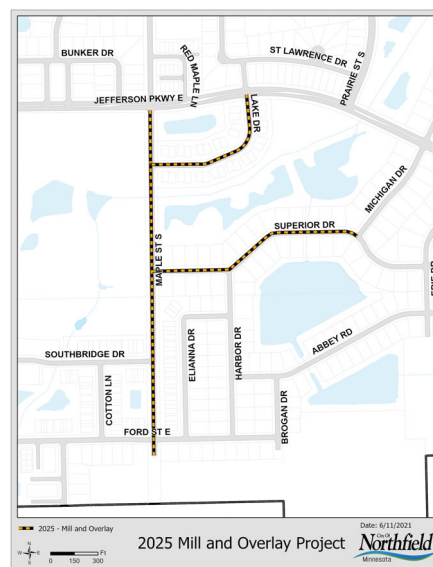 BUNKER DR
RED MAPLE LN
ST LAWRENCE DR
PRAIRIE ST S
JEFFERSON PKWY E
LAKE DR
MICHIGAN DR
SUPERIOR DR
MAPLE ST S
ERIE DR
SOUTHBRIDGE DR
COTTON LN
ELIANNA DR
HARBOR DR
ABBEY RD
BROGAN DR
FORD ST E
2025 - Mill and Overlay
Date: 6/11/2021
N
W
E
S
Ft
0 150 300
2025 Mill and Overlay Project
City Of
Northfield
Minnesota